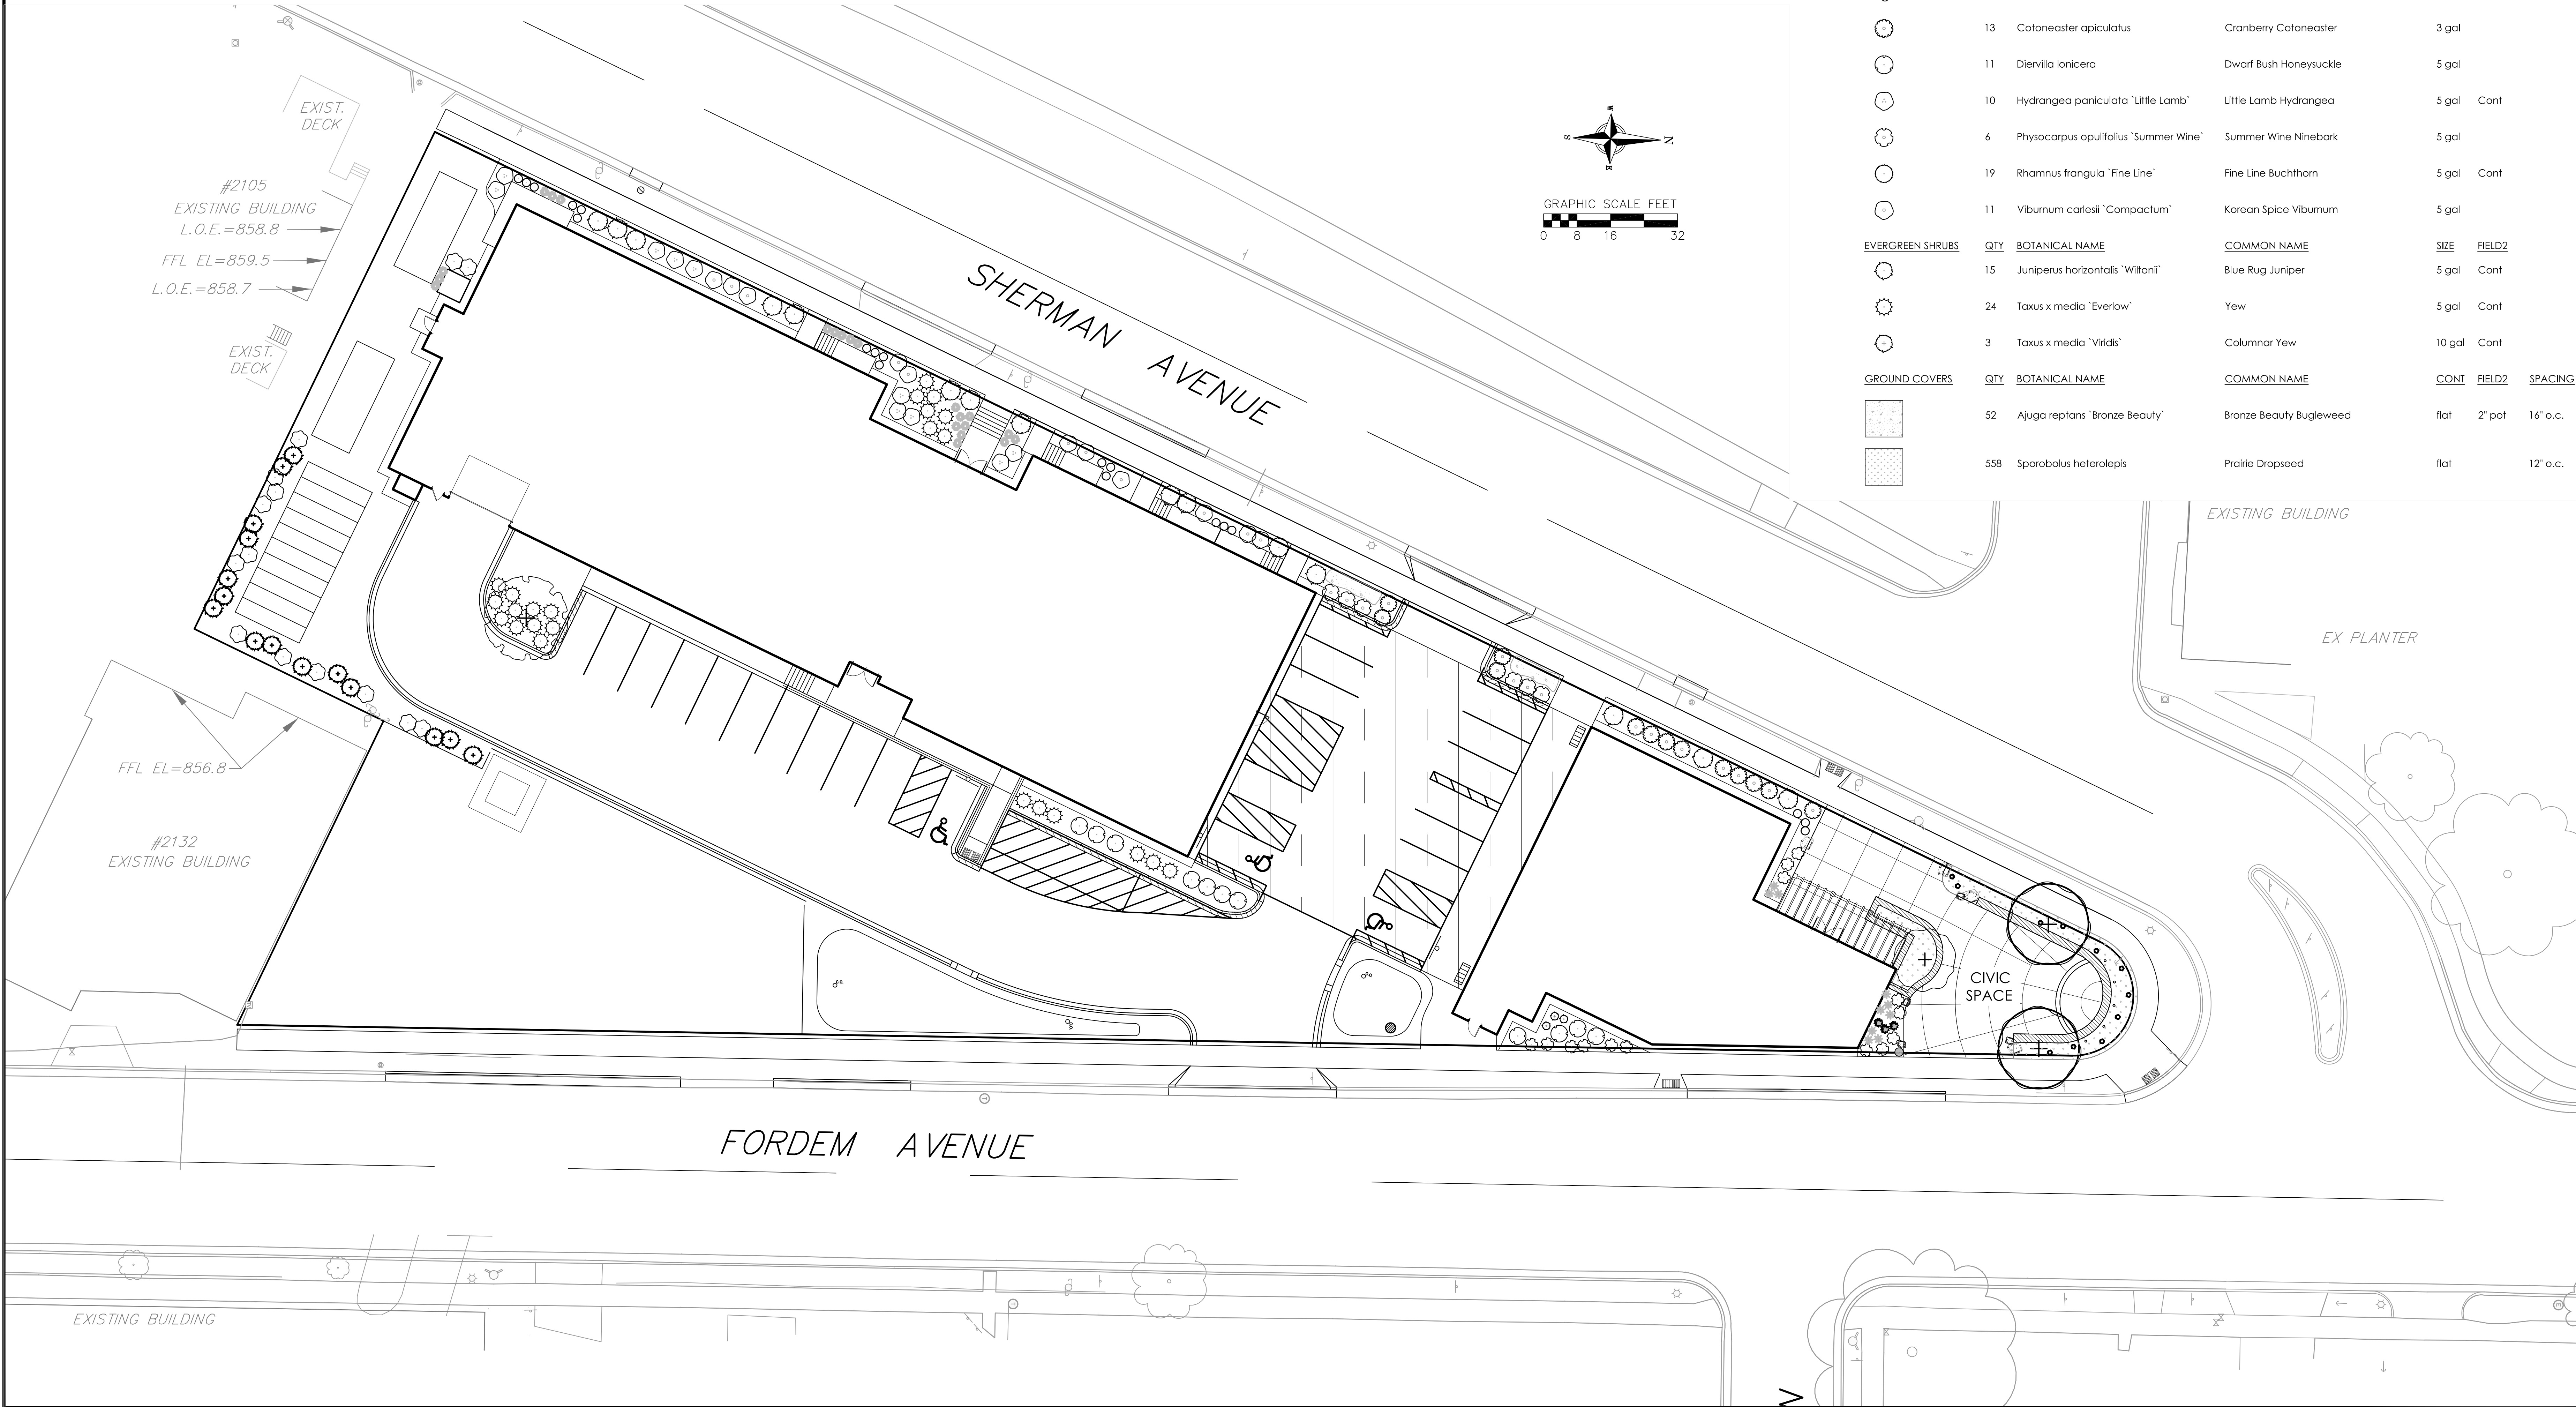 13 Cotoneaster apiculatus Cranberry Cotoneaster 3 gal
11 Diervilla lonicera Dwarf Bush Honeysuckle 5 gal
10 Hydrangea paniculata `Little Lamb` Little Lamb Hydrangea 5 gal Cont
6 Physocarpus opulifolius `Summer Wine` Summer Wine Ninebark 5 gal
19 Rhamnus frangula `Fine Line` Fine Line Buchthorn 5 gal Cont
11 Viburnum carlesii `Compactum` Korean Spice Viburnum 5 gal
EVERGREEN SHRUBS QTY BOTANICAL NAME COMMON NAME SIZE FIELD2
15 Juniperus horizontalis `Wiltonii` Blue Rug Juniper 5 gal Cont
24 Taxus x media `Everlow` Yew 5 gal Cont
3 Taxus x media `Viridis` Columnar Yew 10 gal Cont
GROUND COVERS QTY BOTANICAL NAME COMMON NAME CONT FIELD2 SPACING
52 Ajuga reptans `Bronze Beauty` Bronze Beauty Bugleweed flat 2" pot 16" o.c.
558 Sporobolus heterolepis Prairie Dropseed flat 12" o.c.
W
S N
E
GRAPHIC SCALE FEET
0 8 16 32
EXIST.
DECK
#2105
EXISTING BUILDING
L.O.E.=858.8
FFL EL=859.5
L.O.E.=858.7
EXIST.
DECK
SHERMAN AVENUE
EXISTING BUILDING
EX PLANTER
FFL EL=856.8
#2132
EXISTING BUILDING
CIVIC
SPACE
FORDEM AVENUE
EXISTING BUILDING